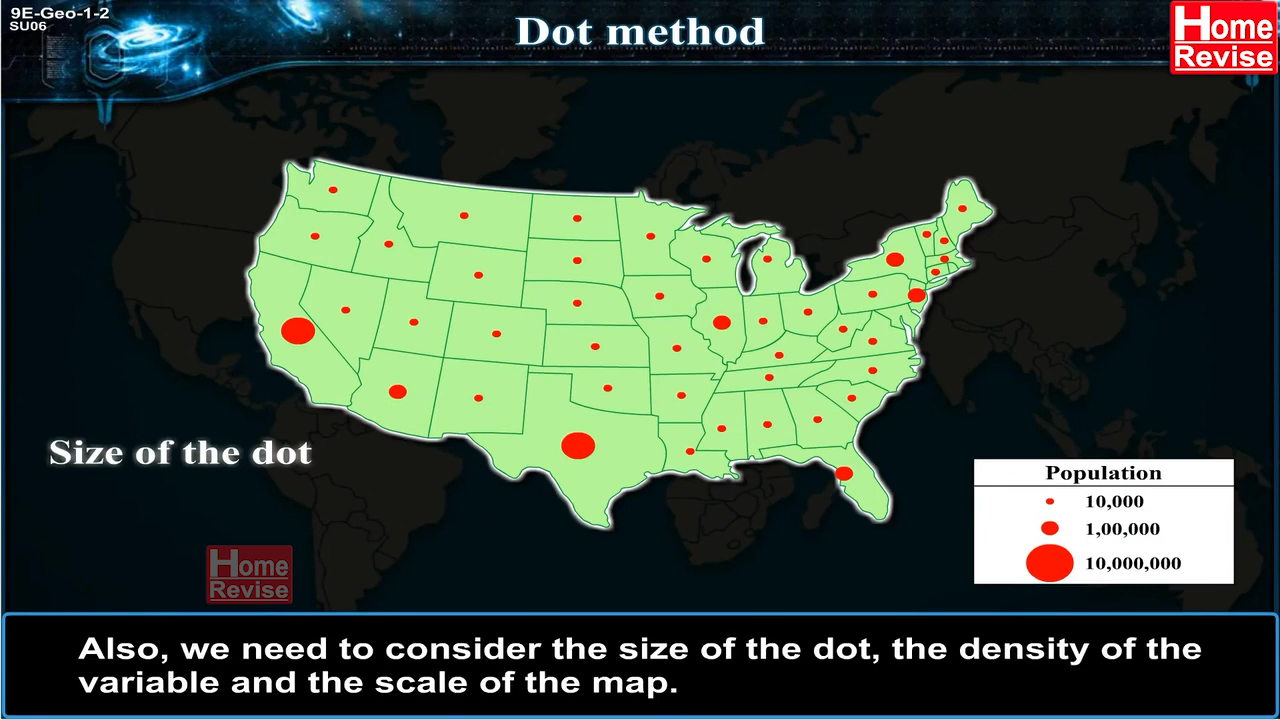 9E-Geo-1-2
SU06
Dot method
Home
Revise
Size of the dot
Population
10,000
1,00,000
10,000,000
Home
Revise
Also, we need to consider the size of the dot, the density of the
variable and the scale of the map.